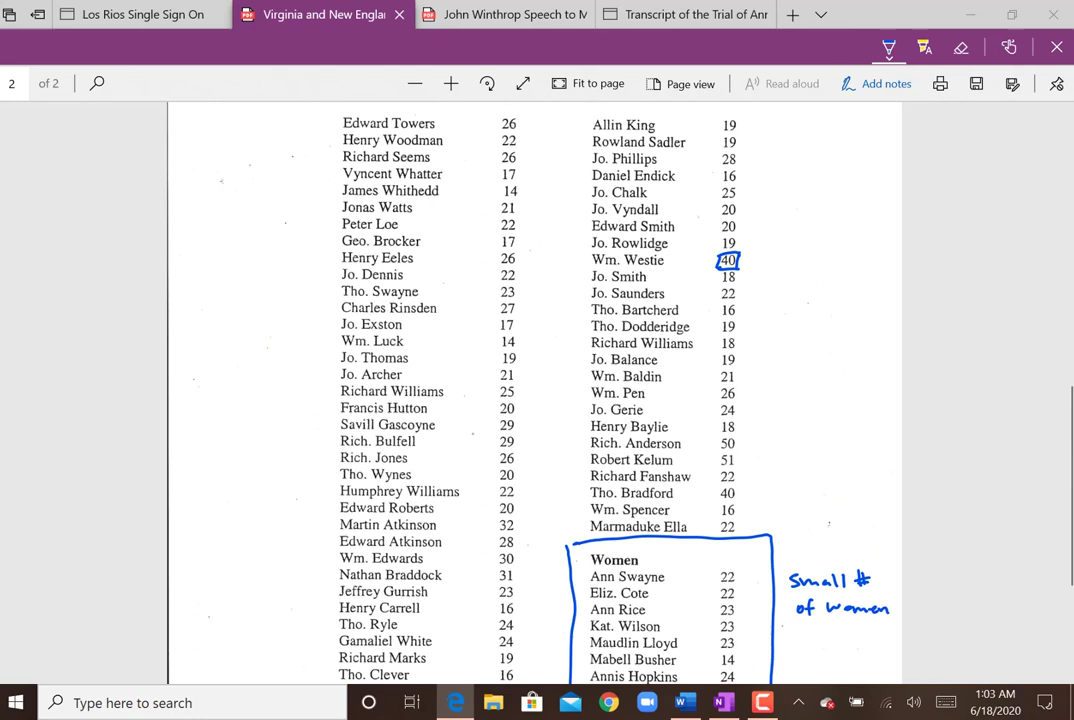 Los Rios Single Sign On
Virginia and New Engla
John Winthrop Speech to M
Transcript of the Trial of Anr
2 of 2
Fit to page
Page view
Read aloud
Add notes
Edward Towers 26
Henry Woodman 22
Richard Seems 26
Vyncent Whatter 17
James Whithedd 14
Jonas Watts 21
Peter Loe 22
Geo. Brocker 17
Henry Eeles 26
Jo. Dennis 22
Tho. Swayne 23
Charles Rinsden 27
Jo. Exston 17
Wm. Luck 14
Jo. Thomas 19
Jo. Archer 21
Richard Williams 25
Francis Hutton 20
Savill Gascoyne 29
Rich. Bulfell 29
Rich. Jones 26
Tho. Wynes 20
Humphrey Williams 22
Edward Roberts 20
Martin Atkinson 32
Edward Atkinson 28
Wm. Edwards 30
Nathan Braddock 31
Jeffrey Gurrish 23
Henry Carrell 16
Tho. Ryle 24
Gamaliel White 24
Richard Marks 19
Tho. Clever 16
Allin King 19
Rowland Sadler 19
Jo. Phillips 28
Daniel Endick 16
Jo. Chalk 25
Jo. Vyndall 20
Edward Smith 20
Jo. Rowlidge 19
Wm. Westie 40
Jo. Smith 18
Jo. Saunders 22
Tho. Bartcherd 16
Tho. Dodderidge 19
Richard Williams 18
Jo. Balance 19
Wm. Baldin 21
Wm. Pen 26
Jo. Gerie 24
Henry Baylie 18
Rich. Anderson 50
Robert Kelum 51
Richard Fanshaw 22
Tho. Bradford 40
Wm. Spencer 16
Marmaduke Ella 22
Women
Ann Swayne 22
Eliz. Cote 22
Ann Rice 23
Kat. Wilson 23
Maudlin Lloyd 23
Mabell Busher 14
Annis Hopkins 24
Small #
of women
Type here to search
1:03 AM
6/18/2020